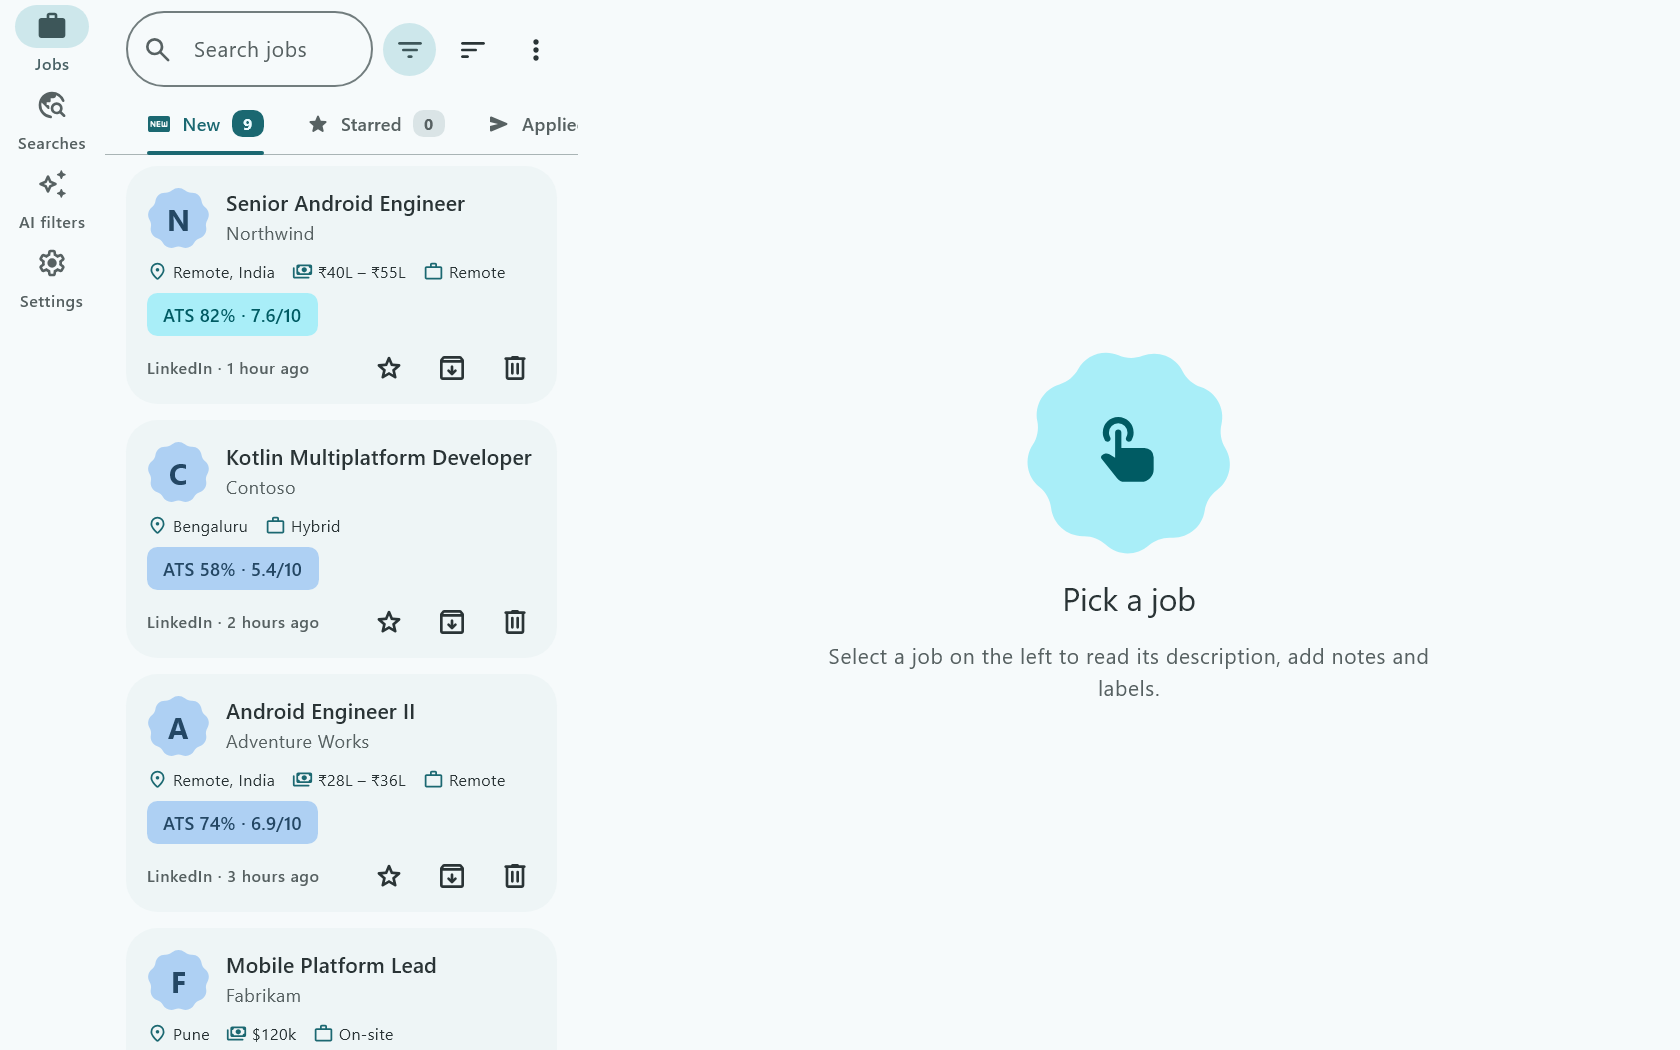 Jobs
Searches
AI filters
Settings
Search jobs
NEW New 9
Starred 0
Applie
N
Senior Android Engineer
Northwind
Remote, India ₹40L – ₹55L Remote
ATS 82% · 7.6/10
LinkedIn · 1 hour ago
C
Kotlin Multiplatform Developer
Contoso
Bengaluru Hybrid
ATS 58% · 5.4/10
LinkedIn · 2 hours ago
A
Android Engineer II
Adventure Works
Remote, India ₹28L – ₹36L Remote
ATS 74% · 6.9/10
LinkedIn · 3 hours ago
F
Mobile Platform Lead
Fabrikam
Pune $120k On-site
Pick a job
Select a job on the left to read its description, add notes and
labels.